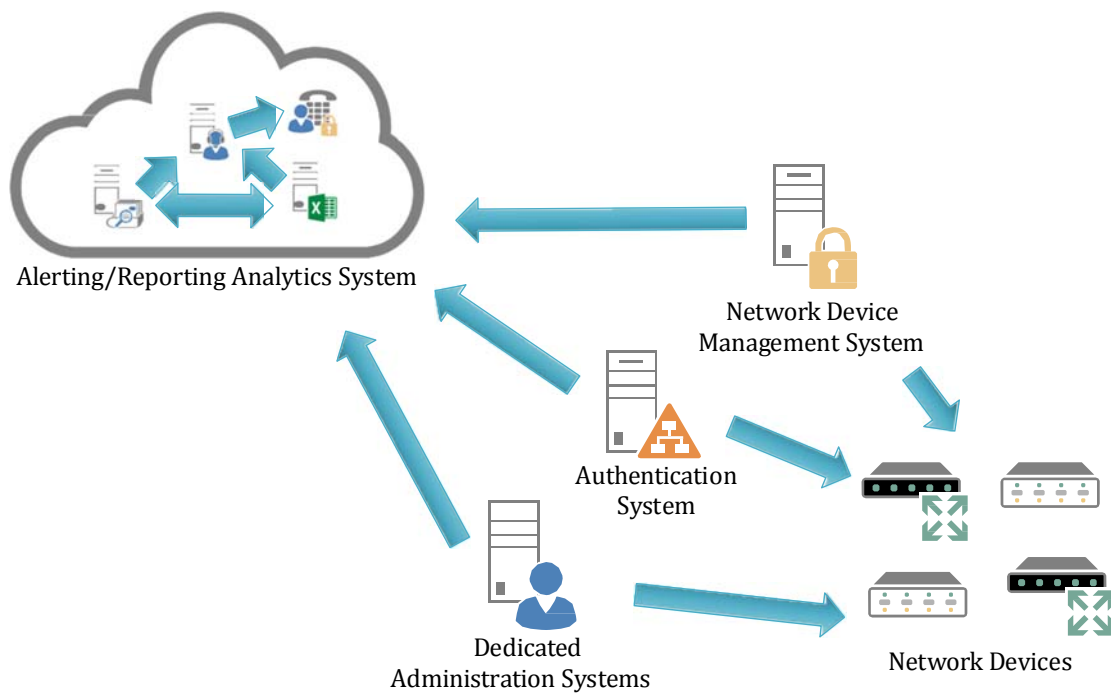 Alerting/Reporting Analytics System
Network Device
Management System
Authentication
System
Dedicated
Administration Systems
Network Devices